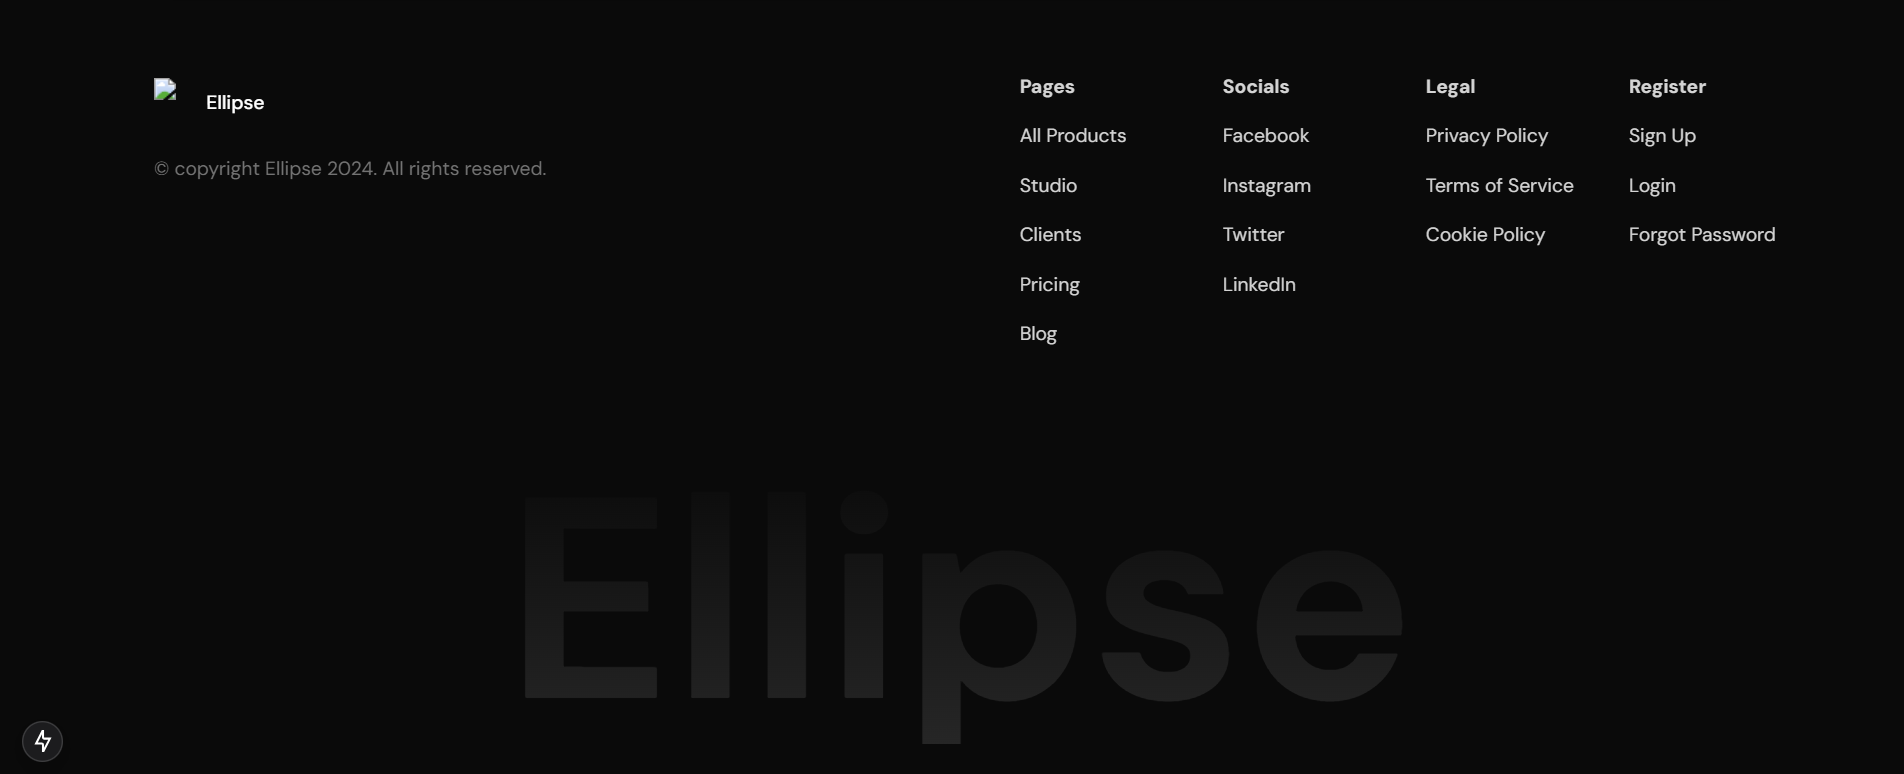 Ellipse
© copyright Ellipse 2024. All rights reserved.
Pages
All Products
Studio
Clients
Pricing
Blog
Socials
Facebook
Instagram
Twitter
LinkedIn
Legal
Privacy Policy
Terms of Service
Cookie Policy
Register
Sign Up
Login
Forgot Password
Ellipse